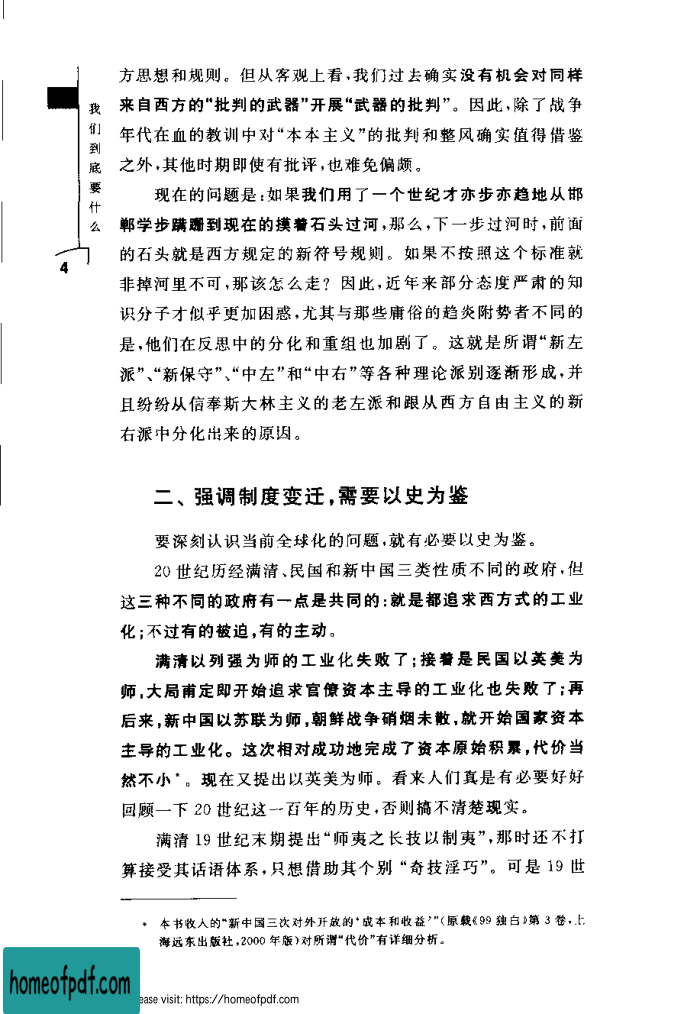 方思想和规则。但从客观上看,我们过去确实没有机会对同样
来自西方的“批判的武器”开展“武器的批判”。因此,除了战争
年代在血的教训中对“本本主义”的批判和整风确实值得借鉴
之外,其他时期即使有批评,也难免偏颇。
现在的问题是:如果我们用了一个世纪才亦步亦趋地从邯
郸学步蹒跚到现在的摸着石头过河,那么,下一步过河时,前面
的石头就是西方规定的新符号规则。如果不按照这个标准就
非掉河里不可,那该怎么走?因此,近年来部分态度严肃的知
识分子才似乎更加困惑,尤其与那些庸俗的趋炎附势者不同的
是,他们在反思中的分化和重组也加剧了。这就是所谓“新左
派”、“新保守”、“中左”和“中右”等各种理论派别逐渐形成,并
且纷纷从信奉斯大林主义的老左派和跟从西方自由主义的新
右派中分化出来的原因。
二、强调制度变迁,需要以史为鉴
要深刻认识当前全球化的问题,就有必要以史为鉴。
20世纪历经满清、民国和新中国三类性质不同的政府,但
这三种不同的政府有一点是共同的:就是都追求西方式的工业
化;不过有的被迫,有的主动。
满清以列强为师的工业化失败了;接着是民国以英美为
师,大局甫定即开始追求官僚资本主导的工业化也失败了;再
后来,新中国以苏联为师,朝鲜战争硝烟未散,就开始国家资本
主导的工业化。这次相对成功地完成了资本原始积累,代价当
然不小*。现在又提出以英美为师。看来人们真是有必要好好
回顾一下20世纪这一百年的历史,否则搞不清楚现实。
满清19世纪末期提出“师夷之长技以制夷”,那时还不打
算接受其话语体系,只想借助其个别“奇技淫巧”。可是19世
* 本书收入的“新中国三次对外开放的‘成本和收益’”(原载《99独白》第3卷,上
海远东出版社,2000年版)对所谓“代价”有详细分析。
我们到底要什么
4
homeofpdf.com
ease visit: https://homeofpdf.com